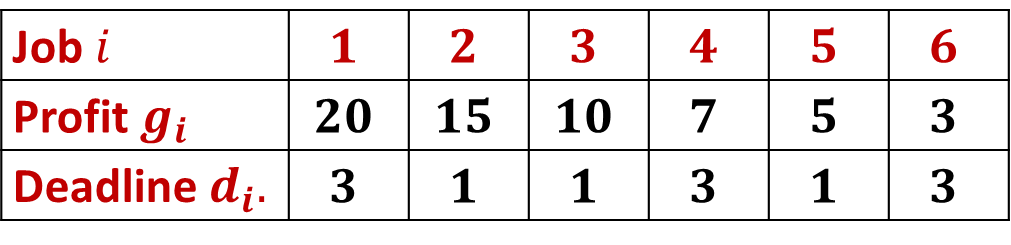 Job i 1 2 3 4 5 6
Profit gᵢ 20 15 10 7 5 3
Deadline dᵢ. 3 1 1 3 1 3